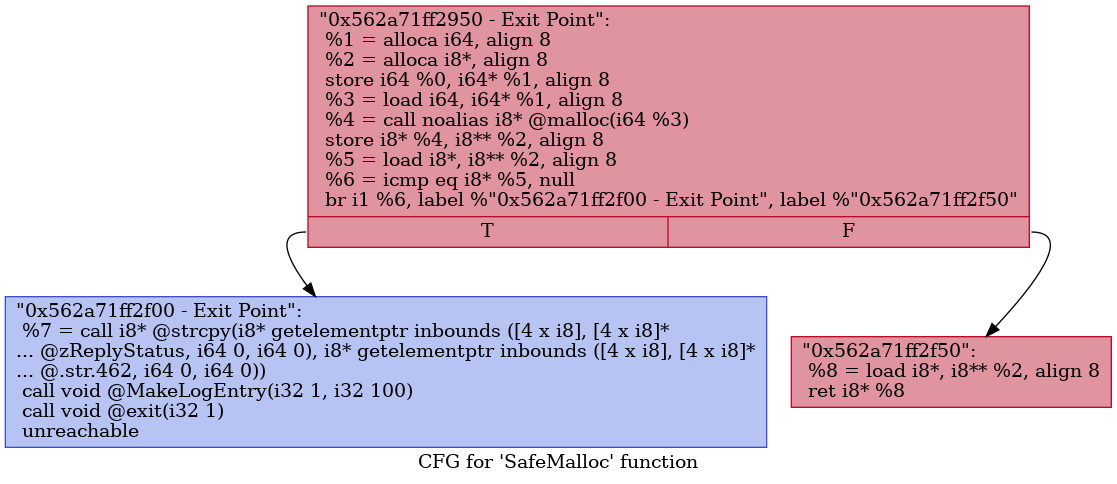 "0x562a71ff2950 - Exit Point":
%1 = alloca i64, align 8
%2 = alloca i8*, align 8
store i64 %0, i64* %1, align 8
%3 = load i64, i64* %1, align 8
%4 = call noalias i8* @malloc(i64 %3)
store i8* %4, i8** %2, align 8
%5 = load i8*, i8** %2, align 8
%6 = icmp eq i8* %5, null
br i1 %6, label %"0x562a71ff2f00 - Exit Point", label %"0x562a71ff2f50"
T F
"0x562a71ff2f00 - Exit Point":
%7 = call i8* @strcpy(i8* getelementptr inbounds ([4 x i8], [4 x i8]*
... @zReplyStatus, i64 0, i64 0), i8* getelementptr inbounds ([4 x i8], [4 x i8]*
... @.str.462, i64 0, i64 0))
call void @MakeLogEntry(i32 1, i32 100)
call void @exit(i32 1)
unreachable
"0x562a71ff2f50":
%8 = load i8*, i8** %2, align 8
ret i8* %8
CFG for 'SafeMalloc' function